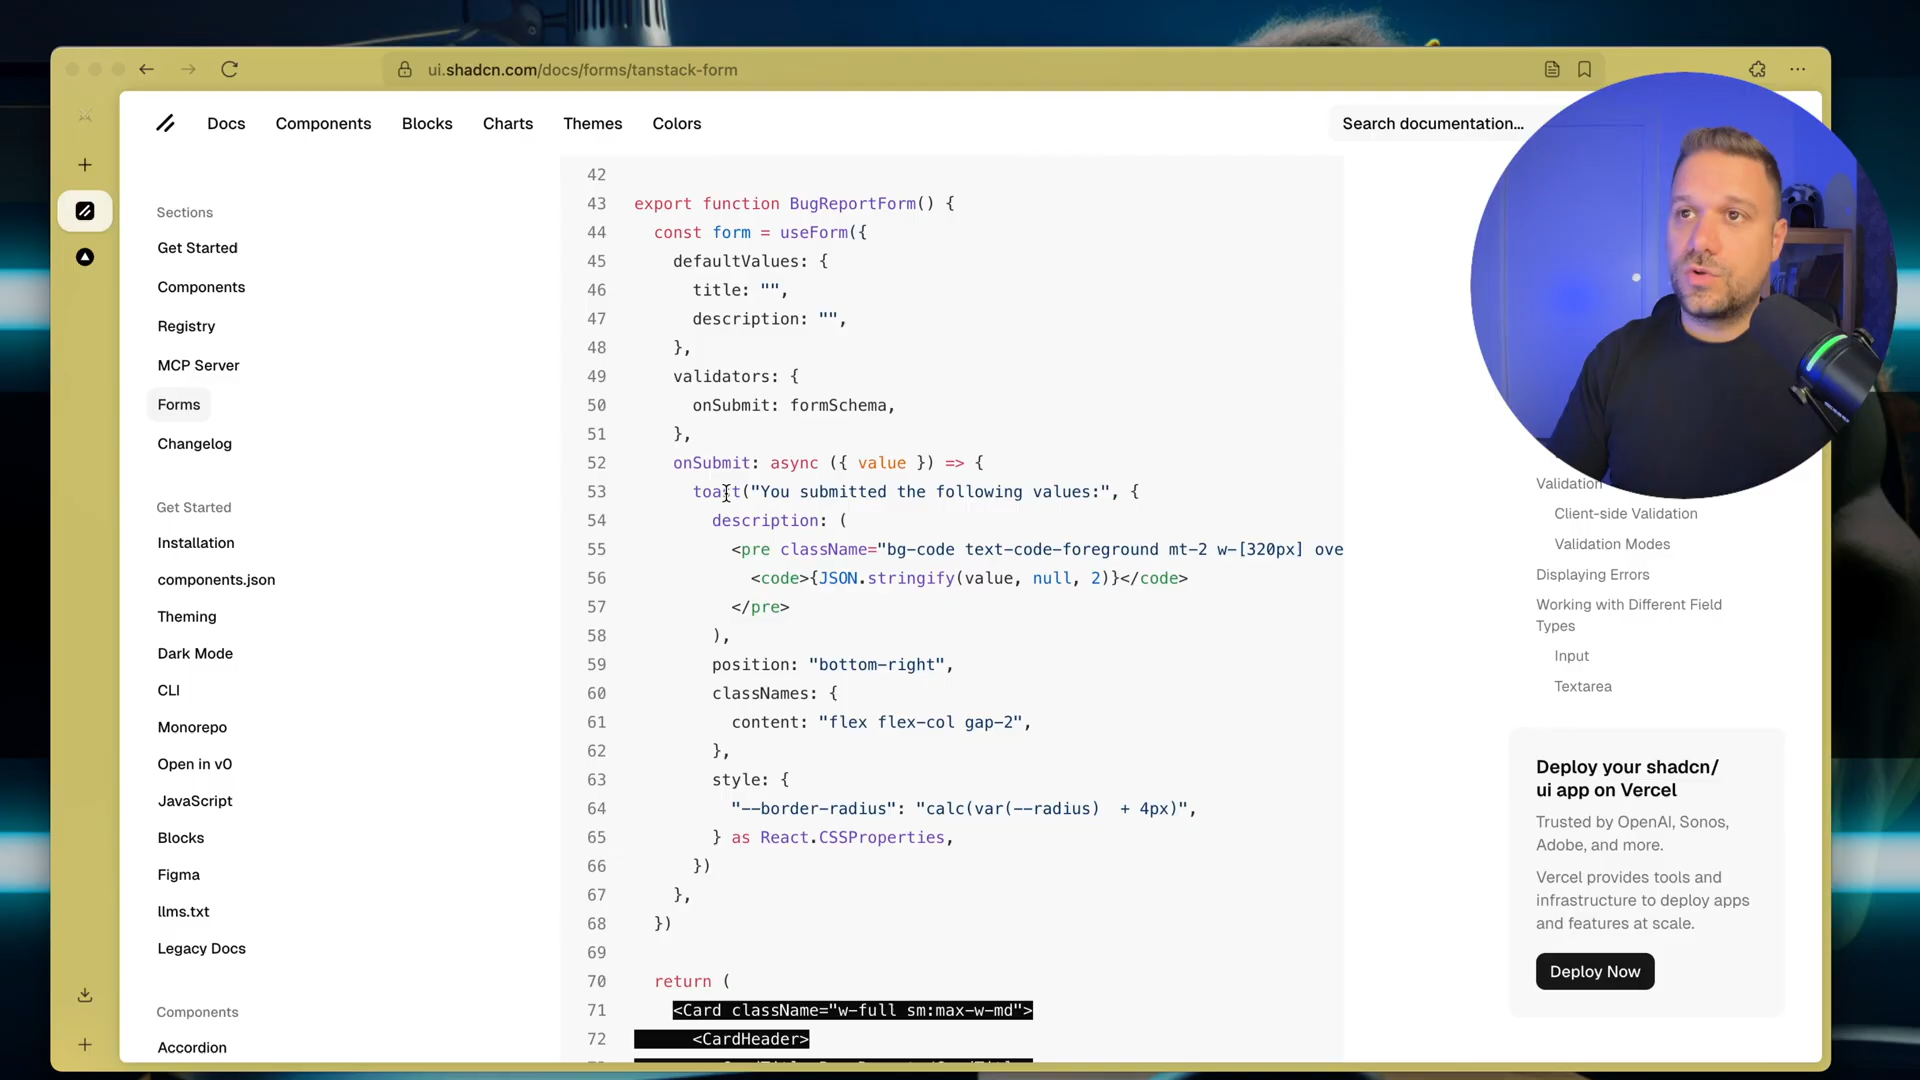 ui.shadcn.com/docs/forms/tanstack-form
Docs
Components
Blocks
Charts
Themes
Colors
Search documentation...
Sections
Get Started
Components
Registry
MCP Server
Forms
Changelog
Get Started
Installation
components.json
Theming
Dark Mode
CLI
Monorepo
Open in v0
JavaScript
Blocks
Figma
llms.txt
Legacy Docs
Components
Accordion
42
43 export function BugReportForm() {
44 const form = useForm({
45 defaultValues: {
46 title: "",
47 description: "",
48 },
49 validators: {
50 onSubmit: formSchema,
51 },
52 onSubmit: async ({ value }) => {
53 toast("You submitted the following values:", {
54 description: (
55 <pre className="bg-code text-code-foreground mt-2 w-[320px] ove
56 <code>{JSON.stringify(value, null, 2)}</code>
57 </pre>
58 ),
59 position: "bottom-right",
60 classNames: {
61 content: "flex flex-col gap-2",
62 },
63 style: {
64 "--border-radius": "calc(var(--radius)  + 4px)",
65 } as React.CSSProperties,
66 })
67 },
68 })
69
70 return (
71 <Card className="w-full sm:max-w-md">
72 <CardHeader>
Validation
Client-side Validation
Validation Modes
Displaying Errors
Working with Different Field
Types
Input
Textarea
Deploy your shadcn/
ui app on Vercel
Trusted by OpenAI, Sonos,
Adobe, and more.
Vercel provides tools and
infrastructure to deploy apps
and features at scale.
Deploy Now